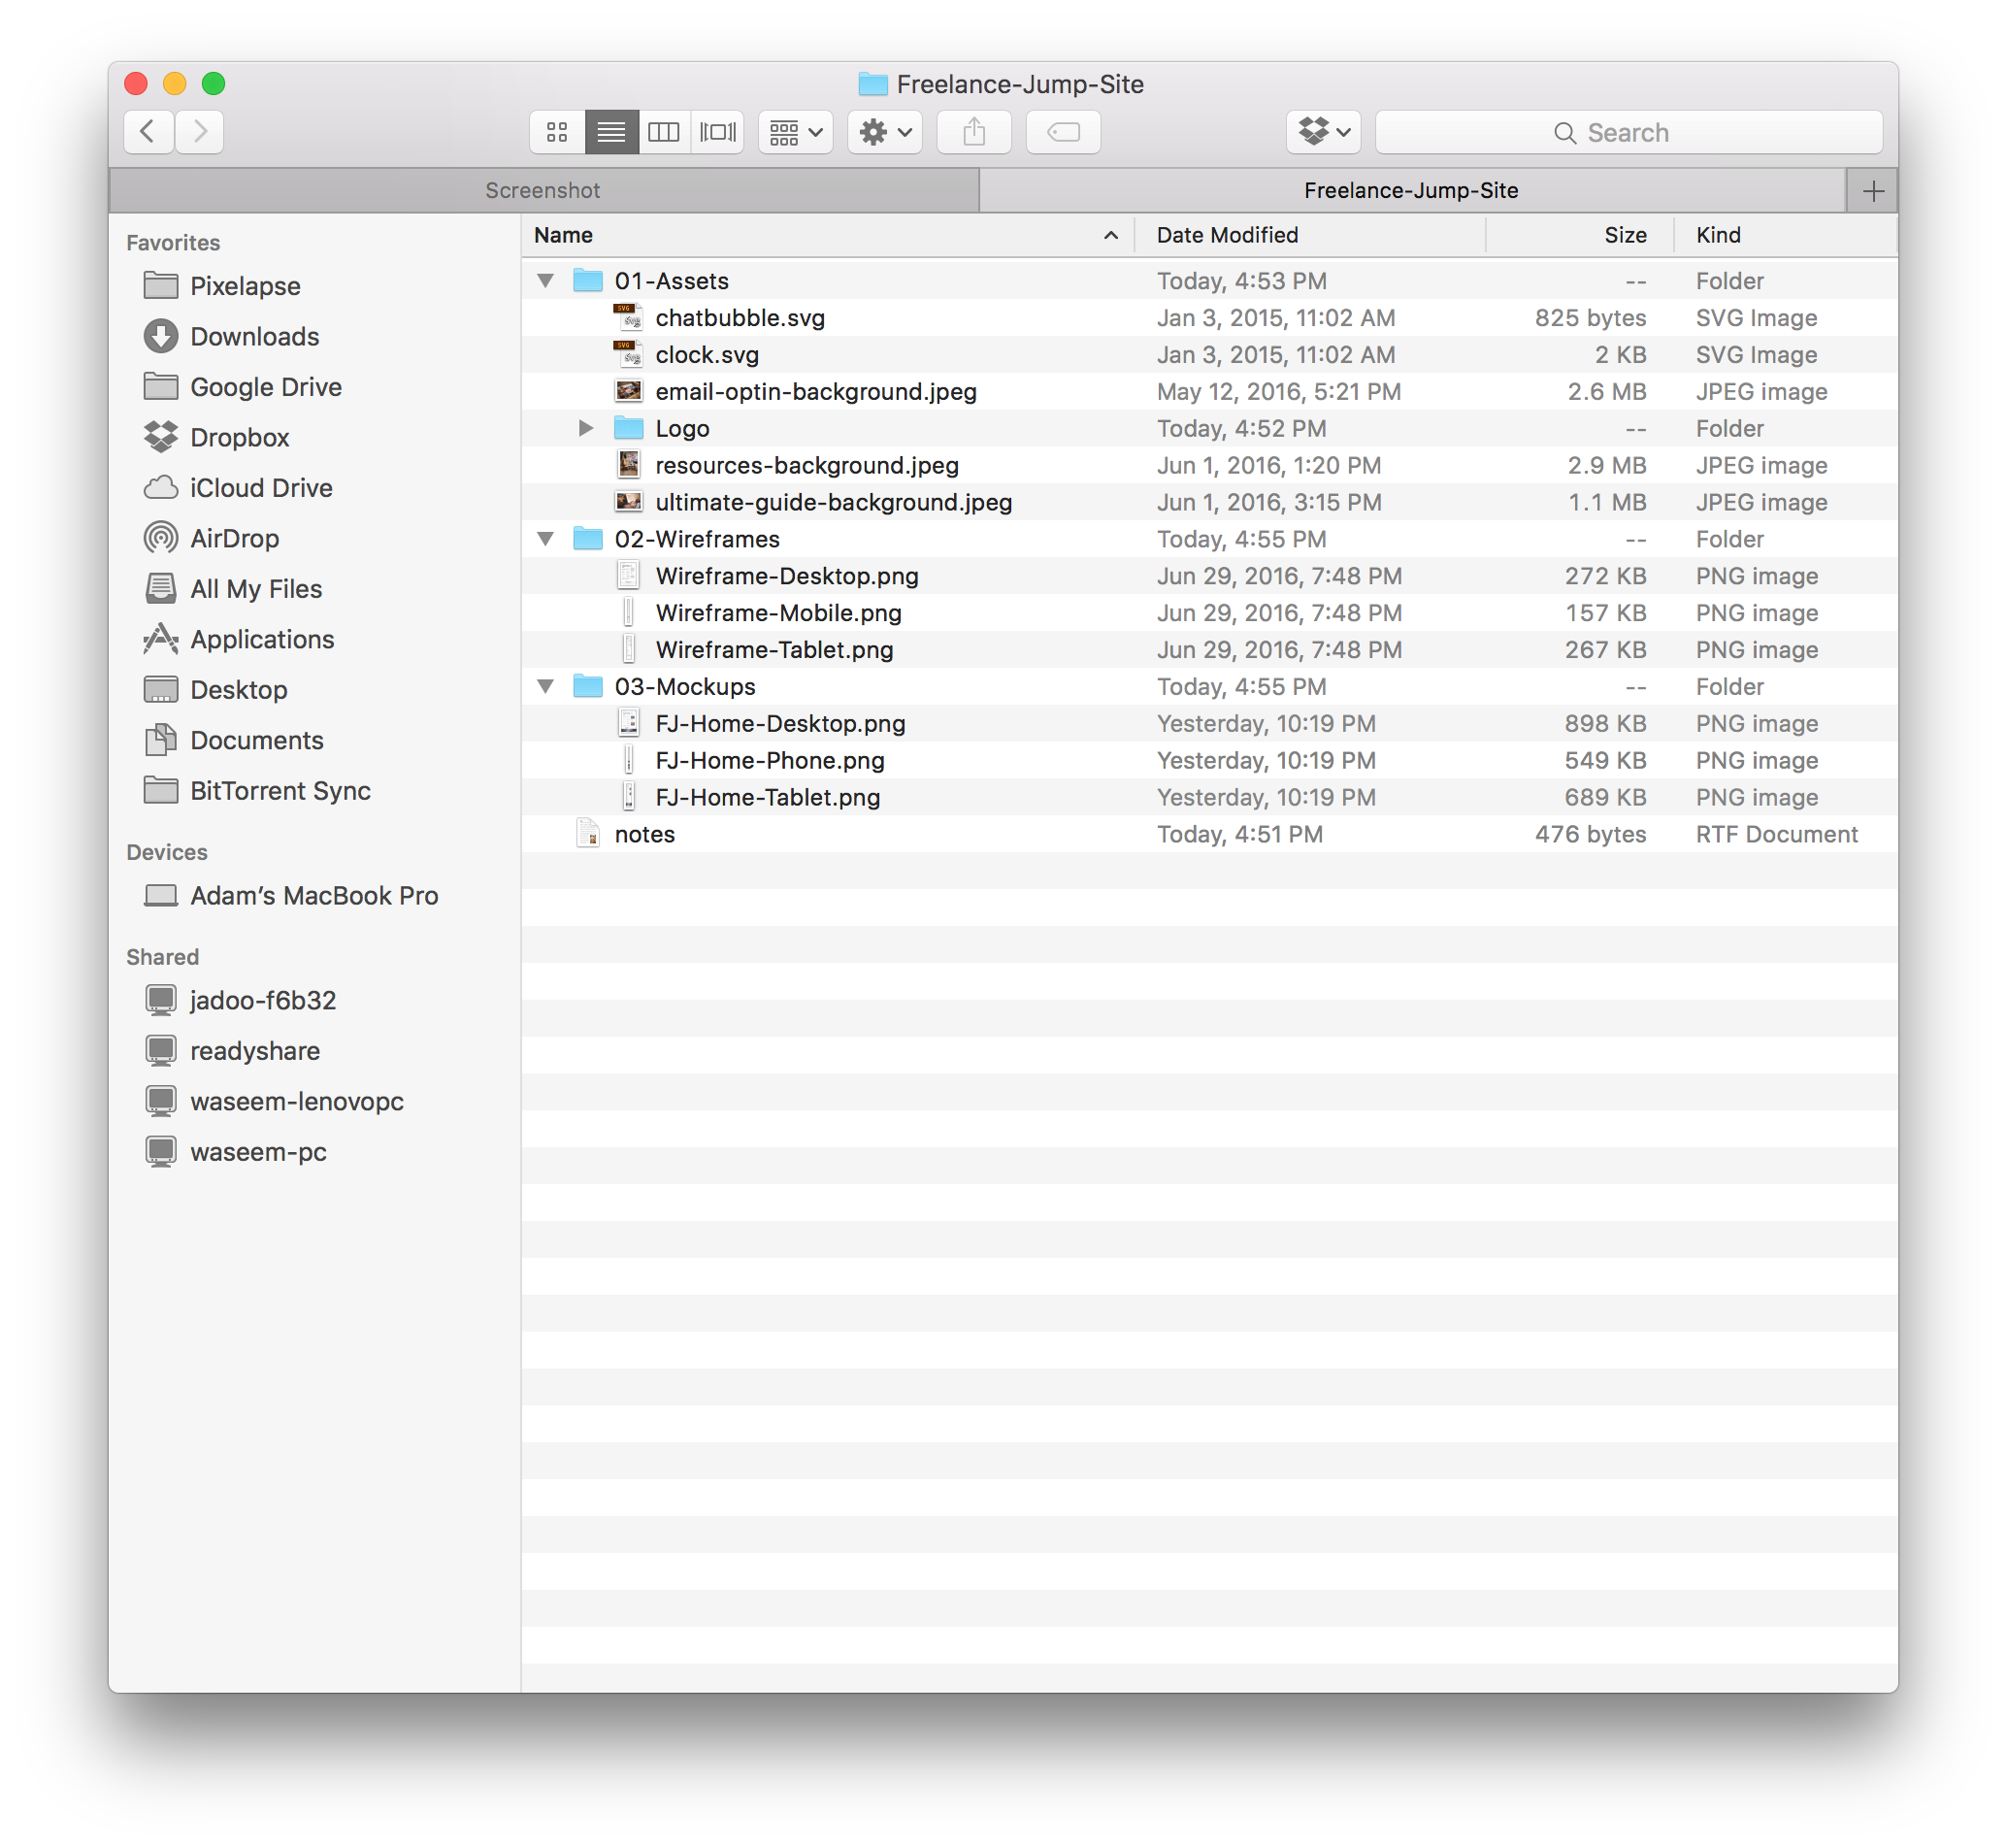 Freelance-Jump-Site
Search
Screenshot
Freelance-Jump-Site
Favorites
Pixelapse
Downloads
Google Drive
Dropbox
iCloud Drive
AirDrop
All My Files
Applications
Desktop
Documents
BitTorrent Sync
Devices
Adam’s MacBook Pro
Shared
jadoo-f6b32
readyshare
waseem-lenovopc
waseem-pc
Name Date Modified Size Kind
01-Assets Today, 4:53 PM -- Folder
chatbubble.svg Jan 3, 2015, 11:02 AM 825 bytes SVG Image
clock.svg Jan 3, 2015, 11:02 AM 2 KB SVG Image
email-optin-background.jpeg May 12, 2016, 5:21 PM 2.6 MB JPEG image
Logo Today, 4:52 PM -- Folder
resources-background.jpeg Jun 1, 2016, 1:20 PM 2.9 MB JPEG image
ultimate-guide-background.jpeg Jun 1, 2016, 3:15 PM 1.1 MB JPEG image
02-Wireframes Today, 4:55 PM -- Folder
Wireframe-Desktop.png Jun 29, 2016, 7:48 PM 272 KB PNG image
Wireframe-Mobile.png Jun 29, 2016, 7:48 PM 157 KB PNG image
Wireframe-Tablet.png Jun 29, 2016, 7:48 PM 267 KB PNG image
03-Mockups Today, 4:55 PM -- Folder
FJ-Home-Desktop.png Yesterday, 10:19 PM 898 KB PNG image
FJ-Home-Phone.png Yesterday, 10:19 PM 549 KB PNG image
FJ-Home-Tablet.png Yesterday, 10:19 PM 689 KB PNG image
notes Today, 4:51 PM 476 bytes RTF Document